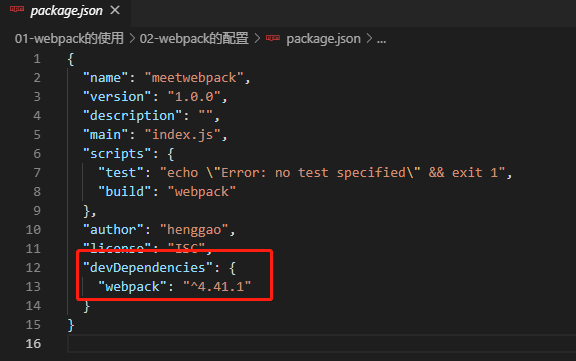 package.json ×
01-webpack的使用 > 02-webpack的配置 > package.json > ...
1 {
2 "name": "meetwebpack",
3 "version": "1.0.0",
4 "description": "",
5 "main": "index.js",
6 "scripts": {
7 "test": "echo \"Error: no test specified\" && exit 1",
8 "build": "webpack"
9 },
10 "author": "henggao",
11 "license": "ISC",
12 "devDependencies": {
13 "webpack": "^4.41.1"
14 }
15 }
16